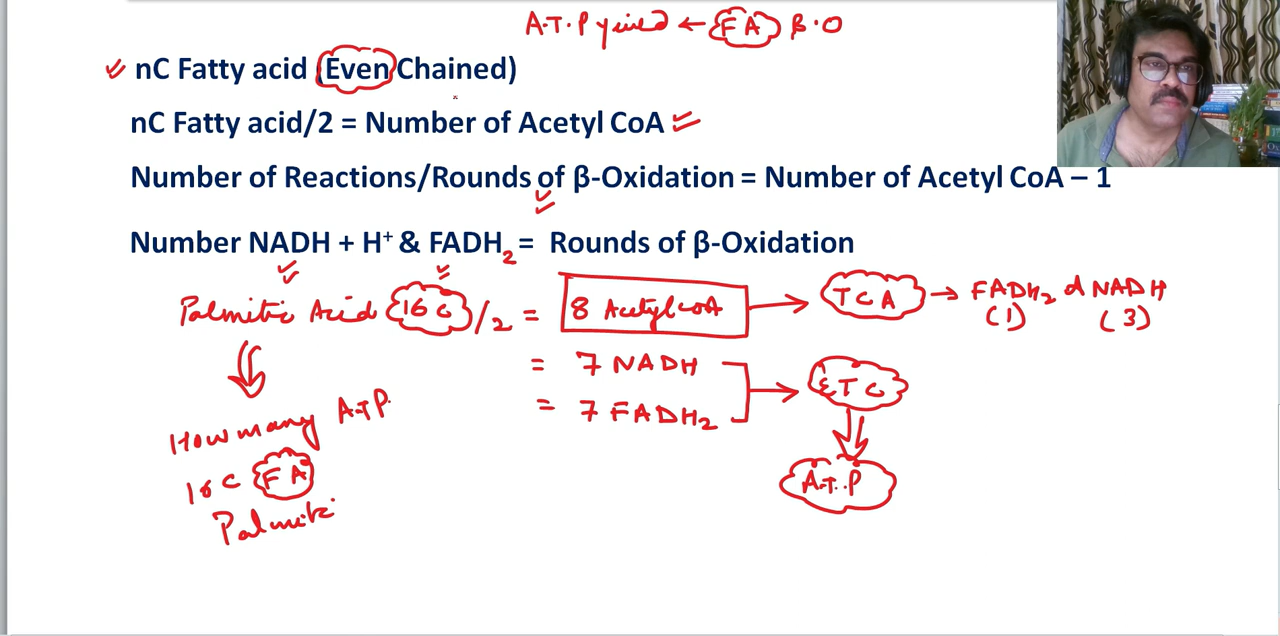 A.T.P yield ← FA β.O
nC Fatty acid (Even Chained)
nC Fatty acid/2 = Number of Acetyl CoA
Number of Reactions/Rounds of β-Oxidation = Number of Acetyl CoA – 1
Number NADH + H⁺ & FADH₂ = Rounds of β-Oxidation
Palmitic Acid 16C/2 = 8 Acetyl CoA → TCA → FADH₂ & NADH
(1) (3)
= 7 NADH
= 7 FADH₂ → ETC
A.T.P
How many A.T.P.
16C FA
Palmitic